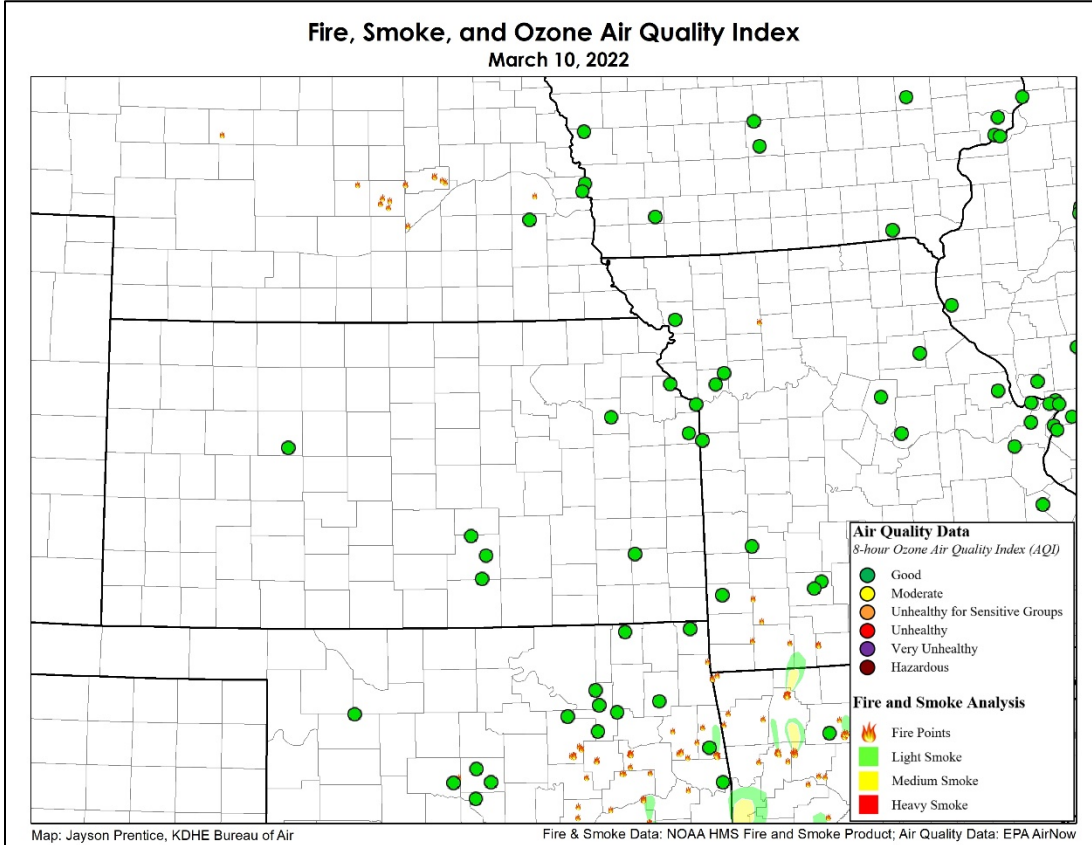 Fire, Smoke, and Ozone Air Quality Index
March 10, 2022
Air Quality Data
8-hour Ozone Air Quality Index (AQI)
Good
Moderate
Unhealthy for Sensitive Groups
Unhealthy
Very Unhealthy
Hazardous
Fire and Smoke Analysis
Fire Points
Light Smoke
Medium Smoke
Heavy Smoke
Map: Jayson Prentice, KDHE Bureau of Air
Fire & Smoke Data: NOAA HMS Fire and Smoke Product; Air Quality Data: EPA AirNow